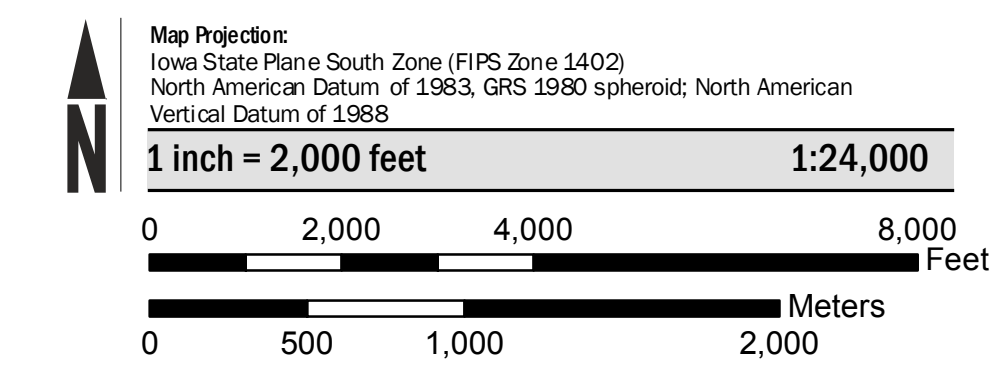 N
Map Projection:
Iowa State Plane South Zone (FIPS Zone 1402)
North American Datum of 1983, GRS 1980 spheroid; North American
Vertical Datum of 1988
1 inch = 2,000 feet 1:24,000
0 2,000 4,000 8,000
Feet
Meters
0 500 1,000 2,000